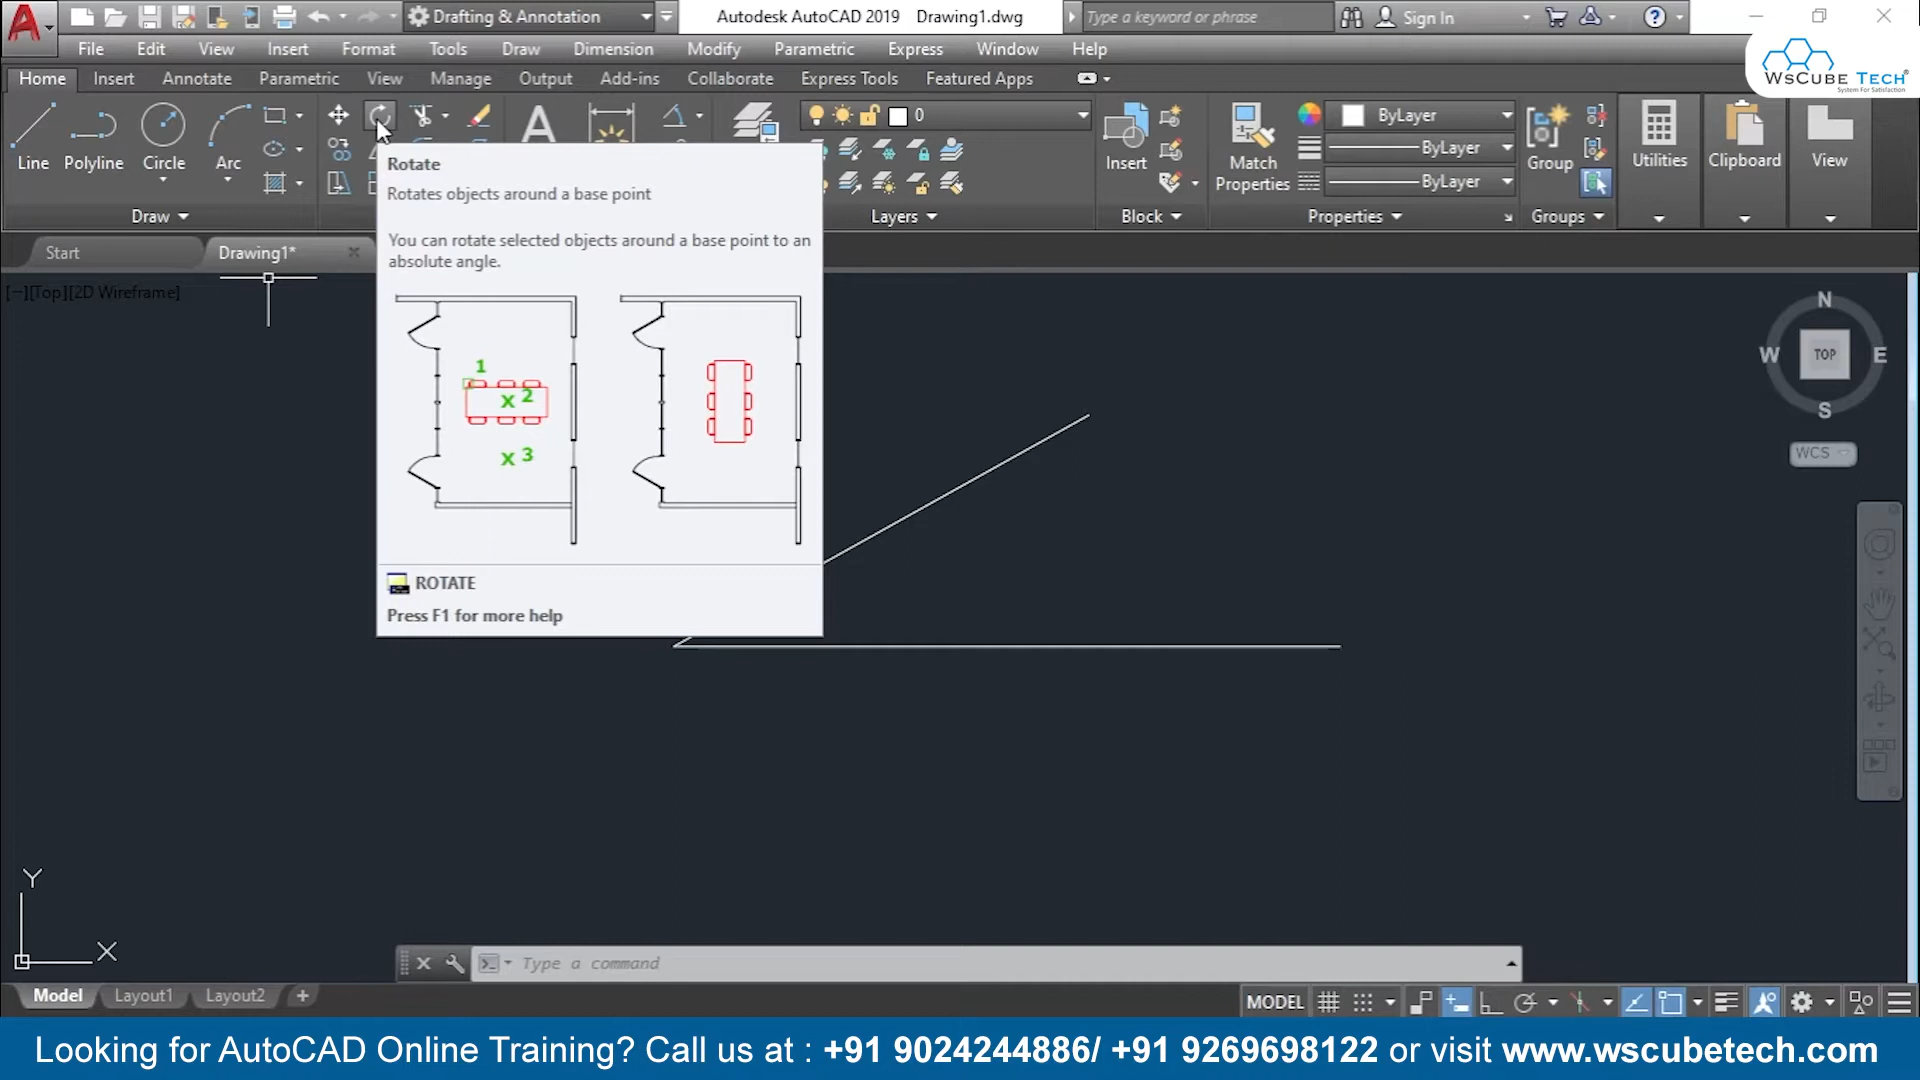 Drafting & Annotation
Autodesk AutoCAD 2019 Drawing1.dwg
Type a keyword or phrase
Sign In
File Edit View Insert Format Tools Draw Dimension Modify Parametric Express Window Help
WsCube Tech®
System For Satisfaction
Home Insert Annotate Parametric View Manage Output Add-ins Collaborate Express Tools Featured Apps
0
ByLayer
ByLayer
ByLayer
Line Polyline Circle Arc
Insert
Match
Properties
Group
Utilities
Clipboard
View
Draw
Layers
Block
Properties
Groups
Rotate
Rotates objects around a base point
You can rotate selected objects around a base point to an
absolute angle.
1
X 2
X 3
ROTATE
Press F1 for more help
Start
Drawing1*
[−][Top][2D Wireframe]
N
W TOP E
S
WCS
Y
X
Type a command
Model Layout1 Layout2 +
MODEL
Looking for AutoCAD Online Training? Call us at : +91 9024244886/ +91 9269698122 or visit www.wscubetech.com